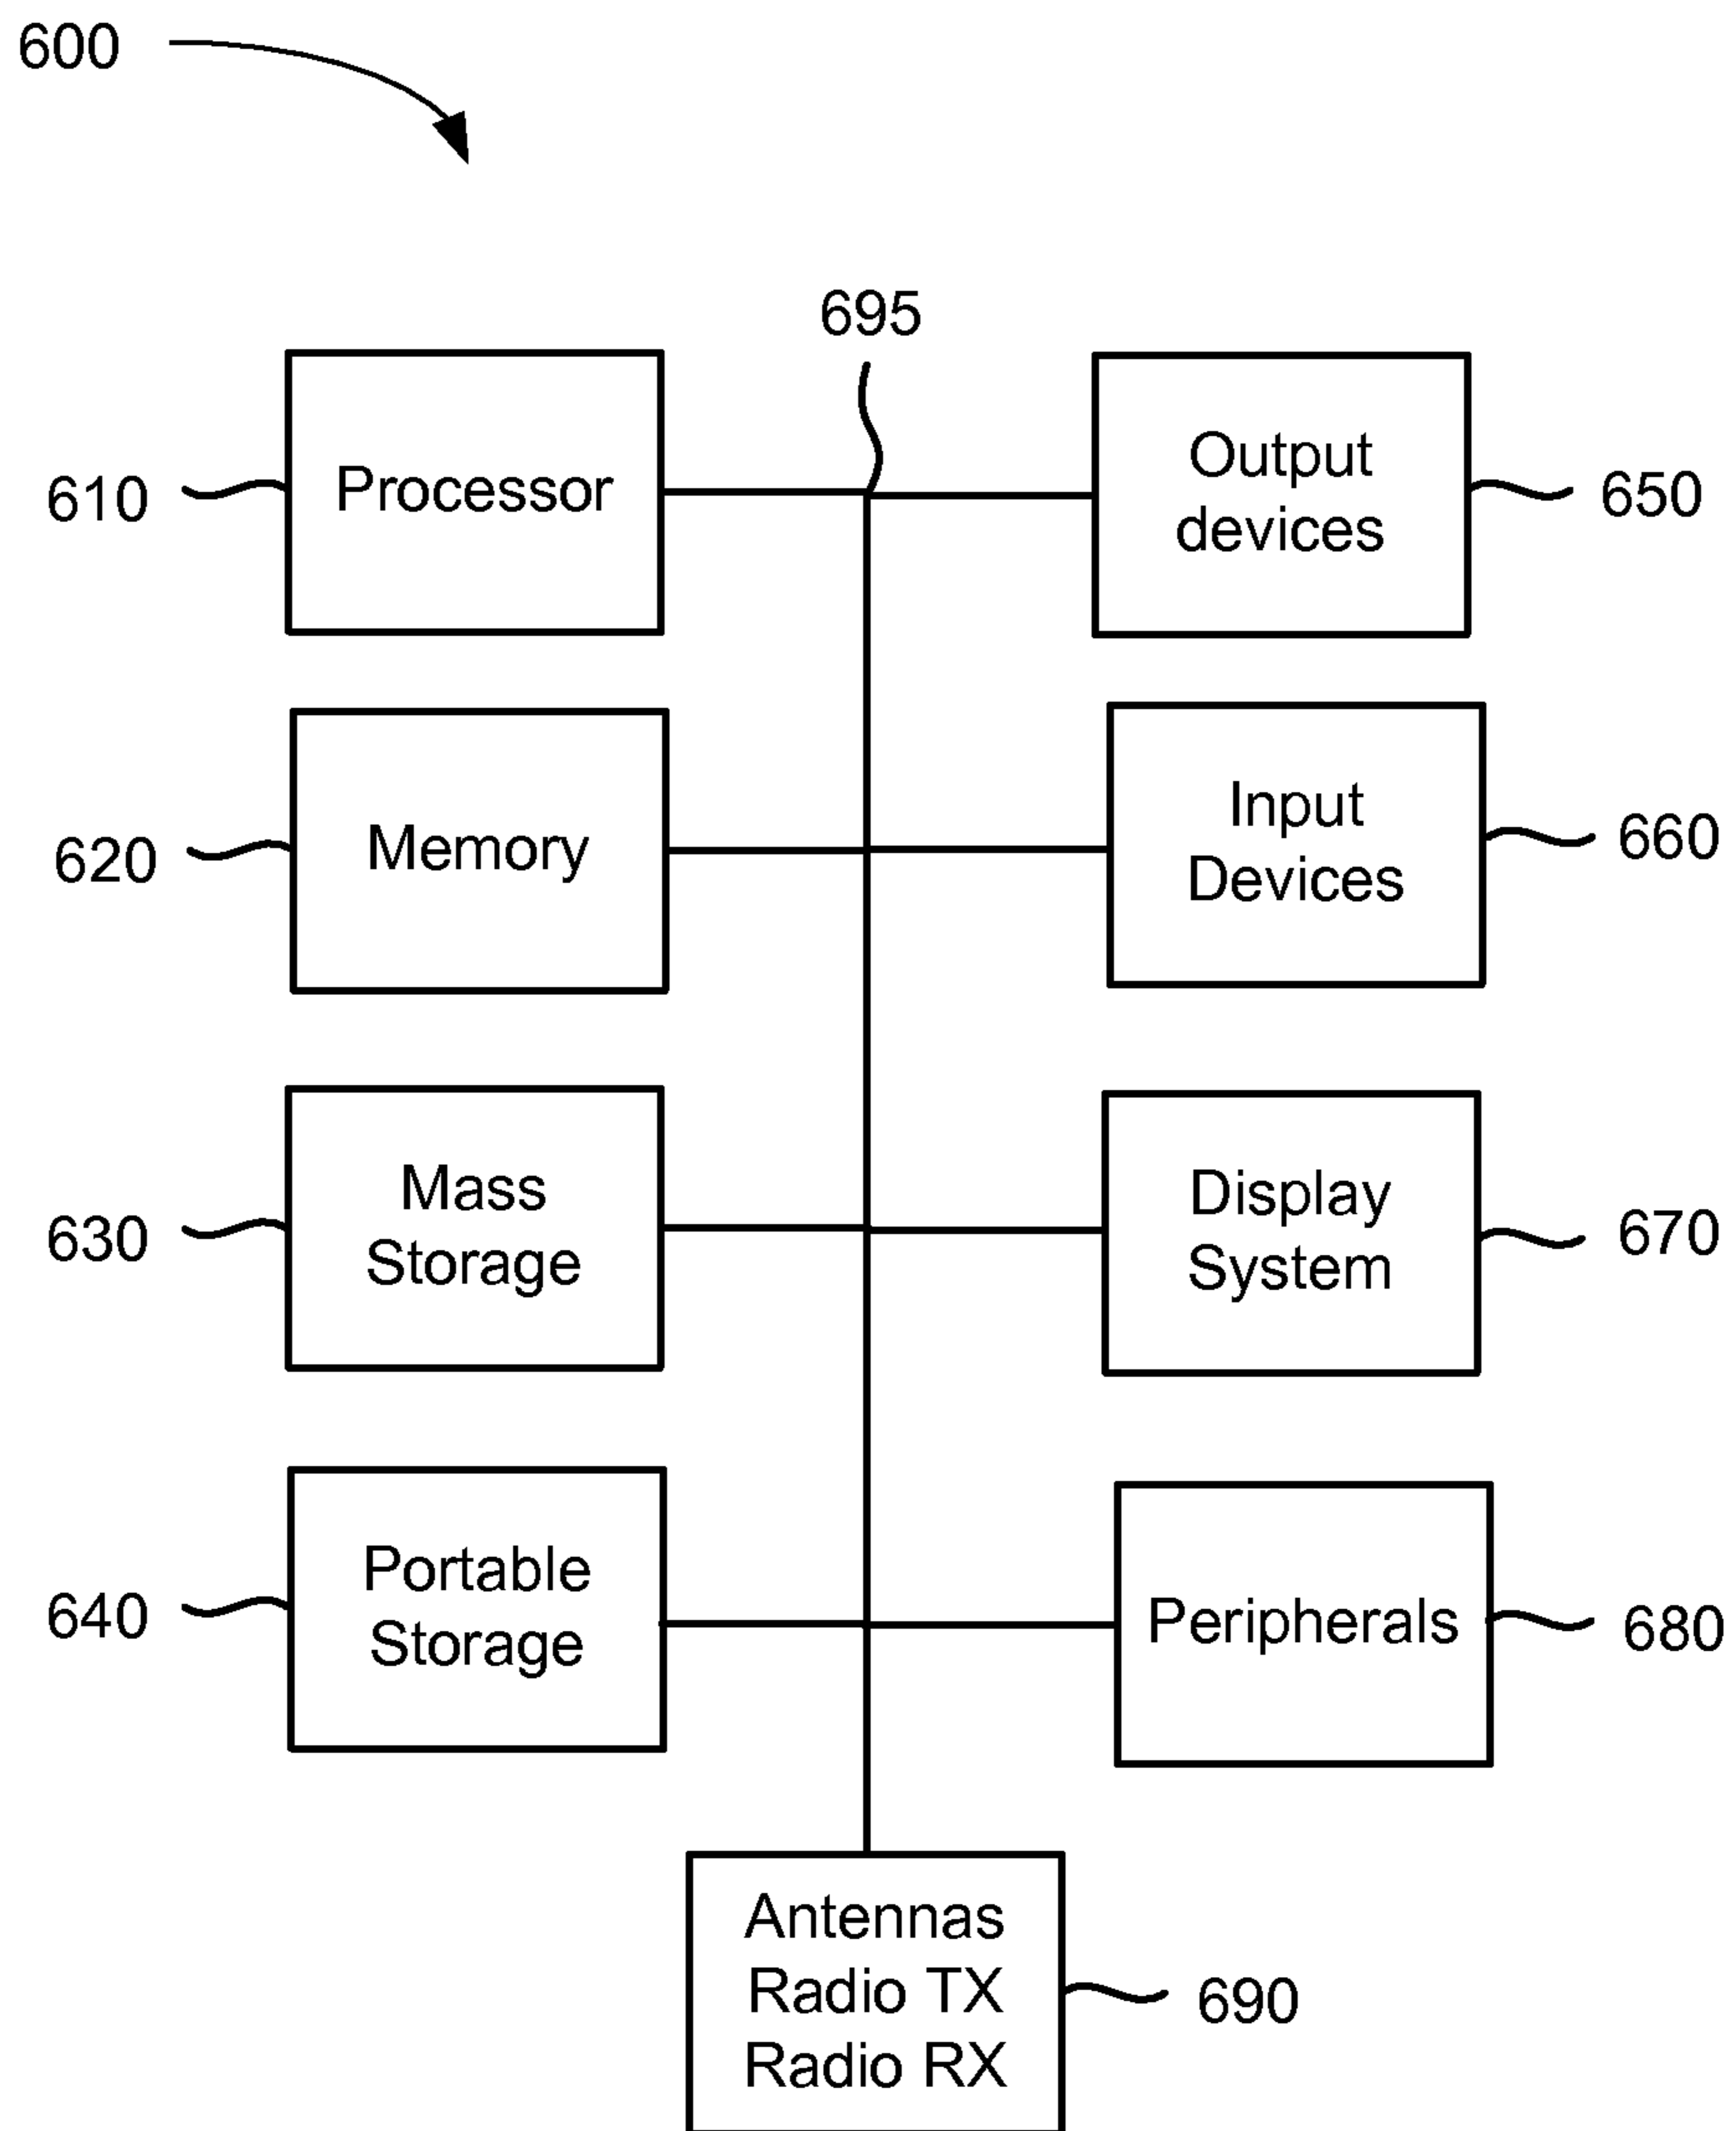 600
695
610
Processor
Output
devices
650
620
Memory
Input
Devices
660
630
Mass
Storage
Display
System
670
640
Portable
Storage
Peripherals
680
Antennas
Radio TX
Radio RX
690